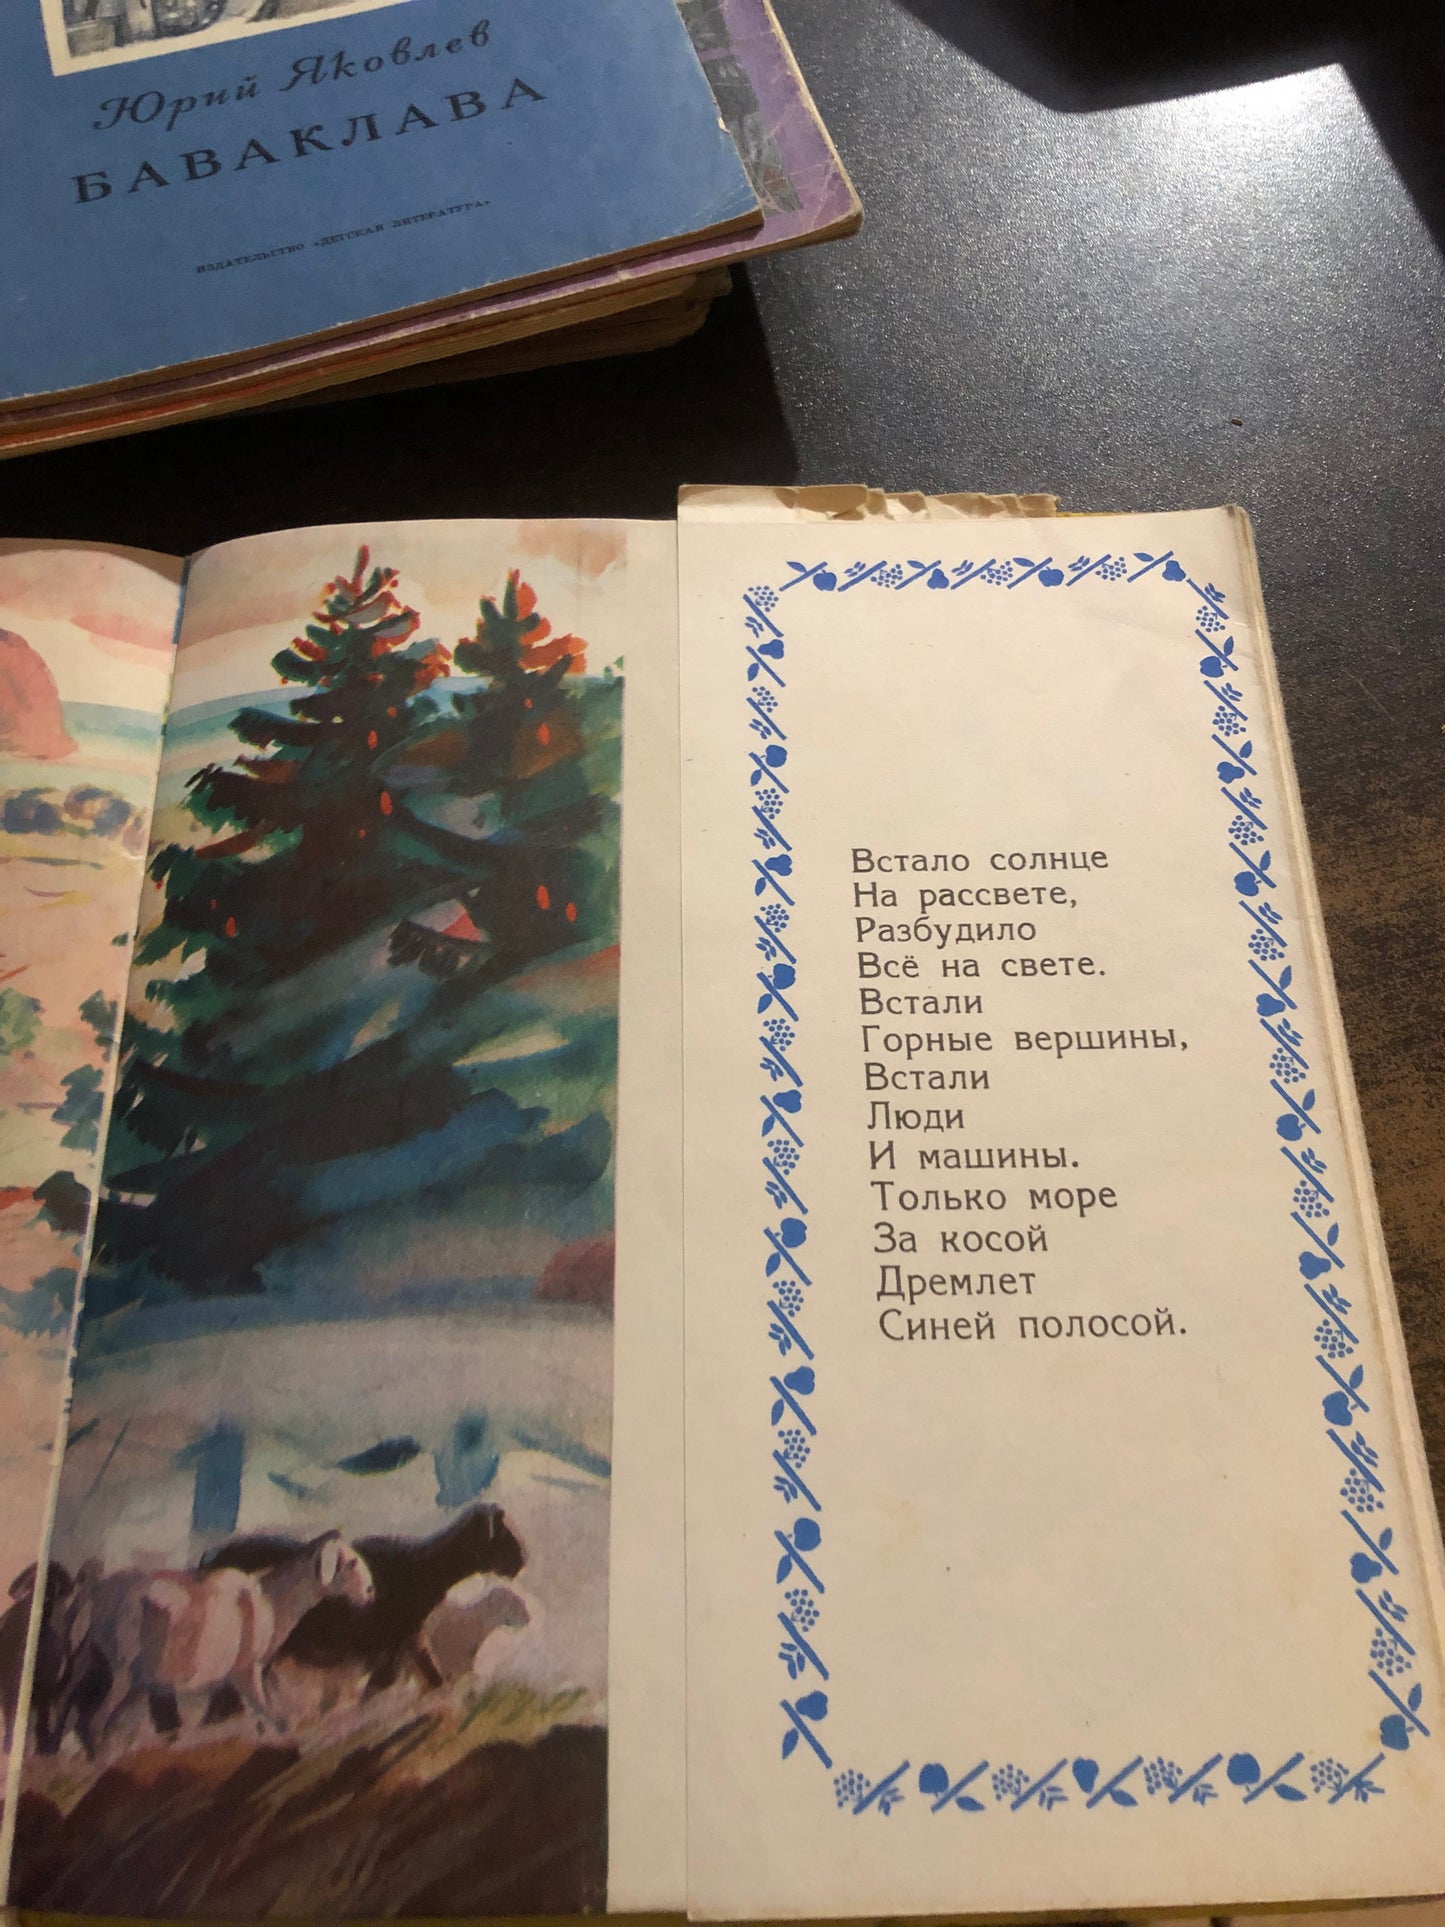 Юрий Яковлев
БАВАКЛАВА
ИЗДАТЕЛЬСТВО «ДЕТСКАЯ ЛИТЕРАТУРА»
Встало солнце
На рассвете,
Разбудило
Всё на свете.
Встали
Горные вершины,
Встали
Люди
И машины.
Только море
За косой
Дремлет
Синей полосой.